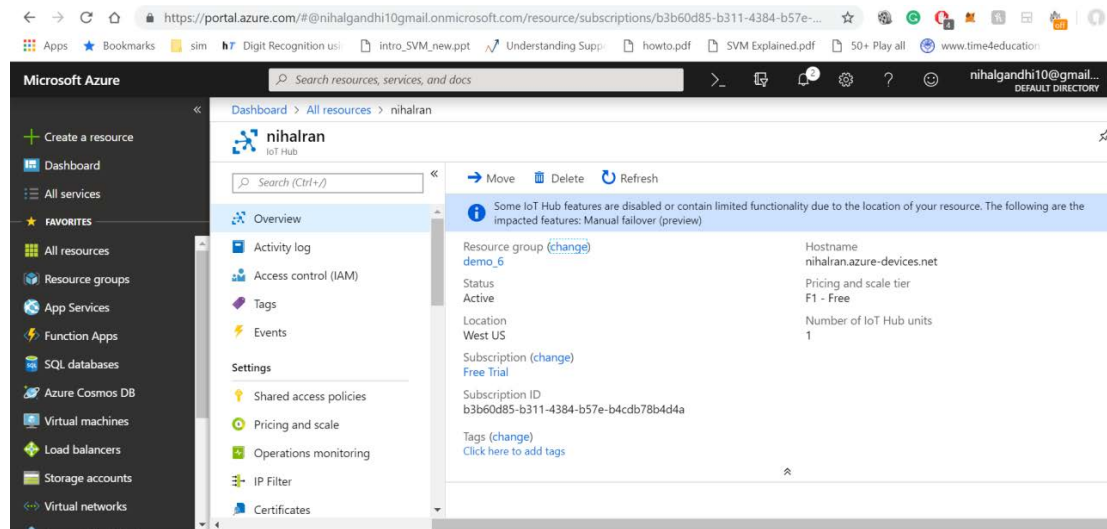 https://portal.azure.com/#@nihalgandhi10gmail.onmicrosoft.com/resource/subscriptions/b3b60d85-b311-4384-b57e-...
Apps Bookmarks sim hT Digit Recognition usi intro_SVM_new.ppt Understanding Supp howto.pdf SVM Explained.pdf 50+ Play all www.time4education
4 off
Microsoft Azure
Search resources, services, and docs
2
nihalgandhi10@gmail...
DEFAULT DIRECTORY
Create a resource
Dashboard
All services
FAVORITES
All resources
Resource groups
App Services
Function Apps
SQL databases
Azure Cosmos DB
Virtual machines
Load balancers
Storage accounts
Virtual networks
Dashboard > All resources > nihalran
nihalran
IoT Hub
Search (Ctrl+/)
Overview
Activity log
Access control (IAM)
Tags
Events
Settings
Shared access policies
Pricing and scale
Operations monitoring
IP Filter
Certificates
Move Delete Refresh
Some IoT Hub features are disabled or contain limited functionality due to the location of your resource. The following are the
impacted features: Manual failover (preview)
Resource group (change)
demo_6
Status
Active
Location
West US
Subscription (change)
Free Trial
Subscription ID
b3b60d85-b311-4384-b57e-b4cdb78b4d4a
Tags (change)
Click here to add tags
Hostname
nihalran.azure-devices.net
Pricing and scale tier
F1 - Free
Number of IoT Hub units
1